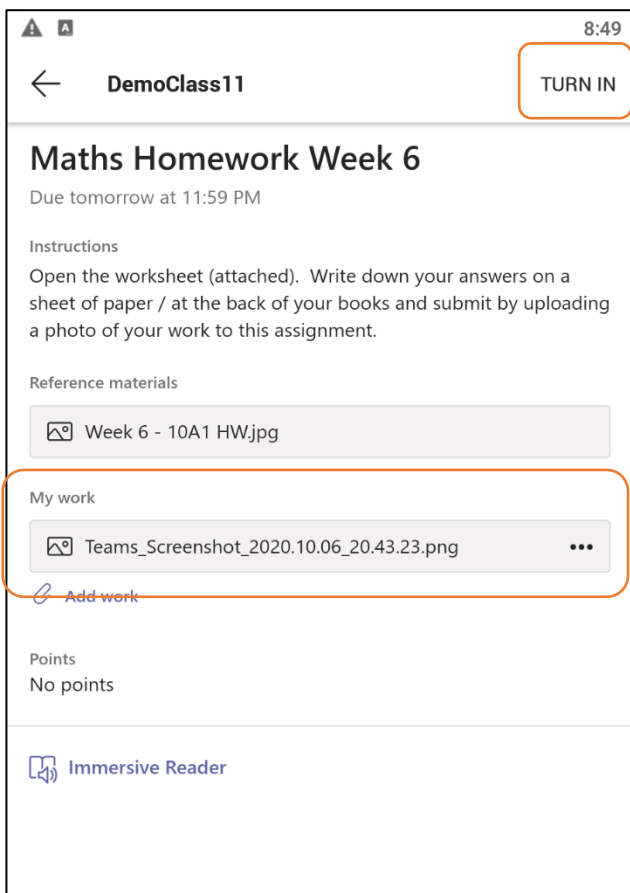 8:49
DemoClass11
TURN IN
Maths Homework Week 6
Due tomorrow at 11:59 PM
Instructions
Open the worksheet (attached).  Write down your answers on a
sheet of paper / at the back of your books and submit by uploading
a photo of your work to this assignment.
Reference materials
Week 6 - 10A1 HW.jpg
My work
Teams_Screenshot_2020.10.06_20.43.23.png
Add work
Points
No points
Immersive Reader